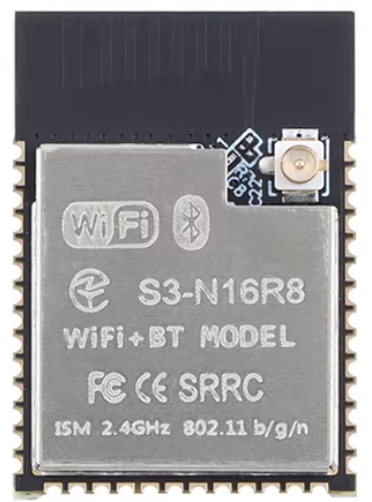 WiFi
S3-N16R8
WiFi+BT MODEL
FC CE SRRC
ISM 2.4GHz 802.11 b/g/n